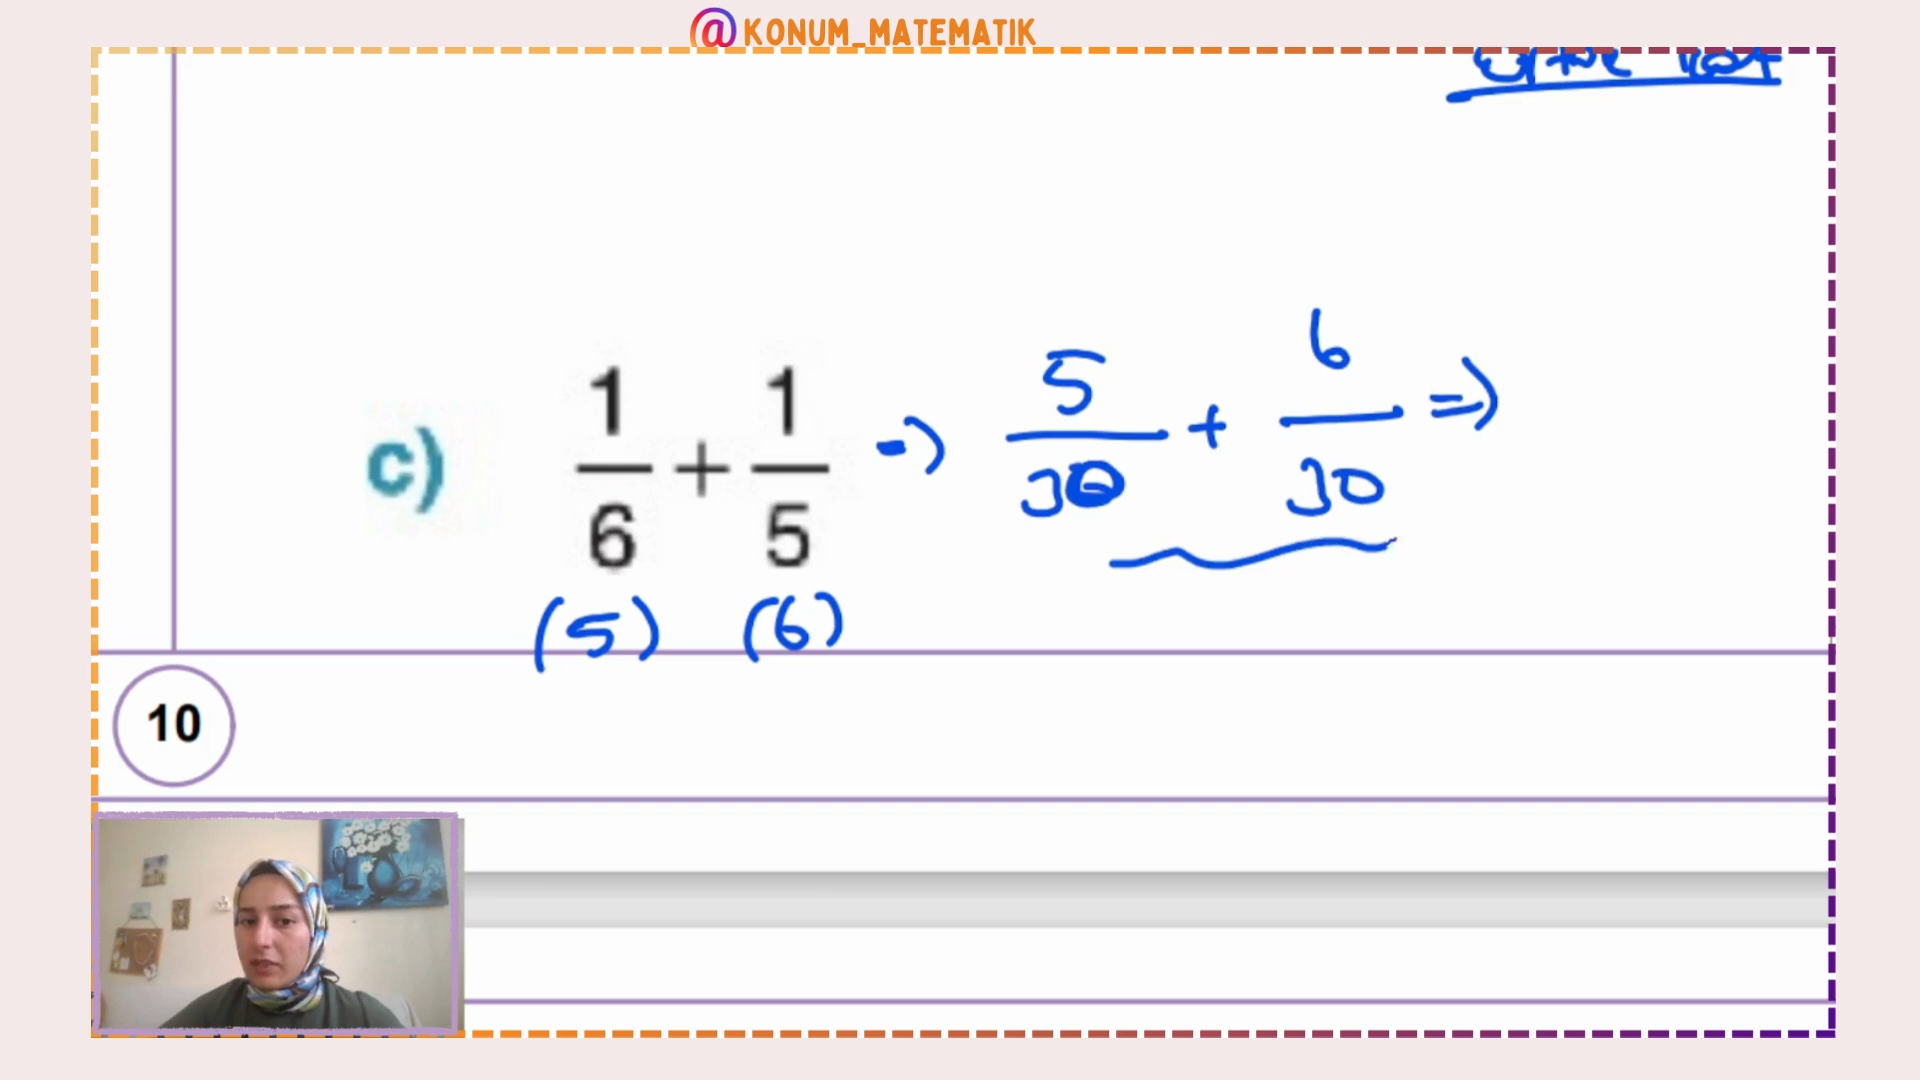 @KONUM_MATEMATIK
c) 1/6 + 1/5 => 5/30 + 6/30 =>
(5) (6)
10